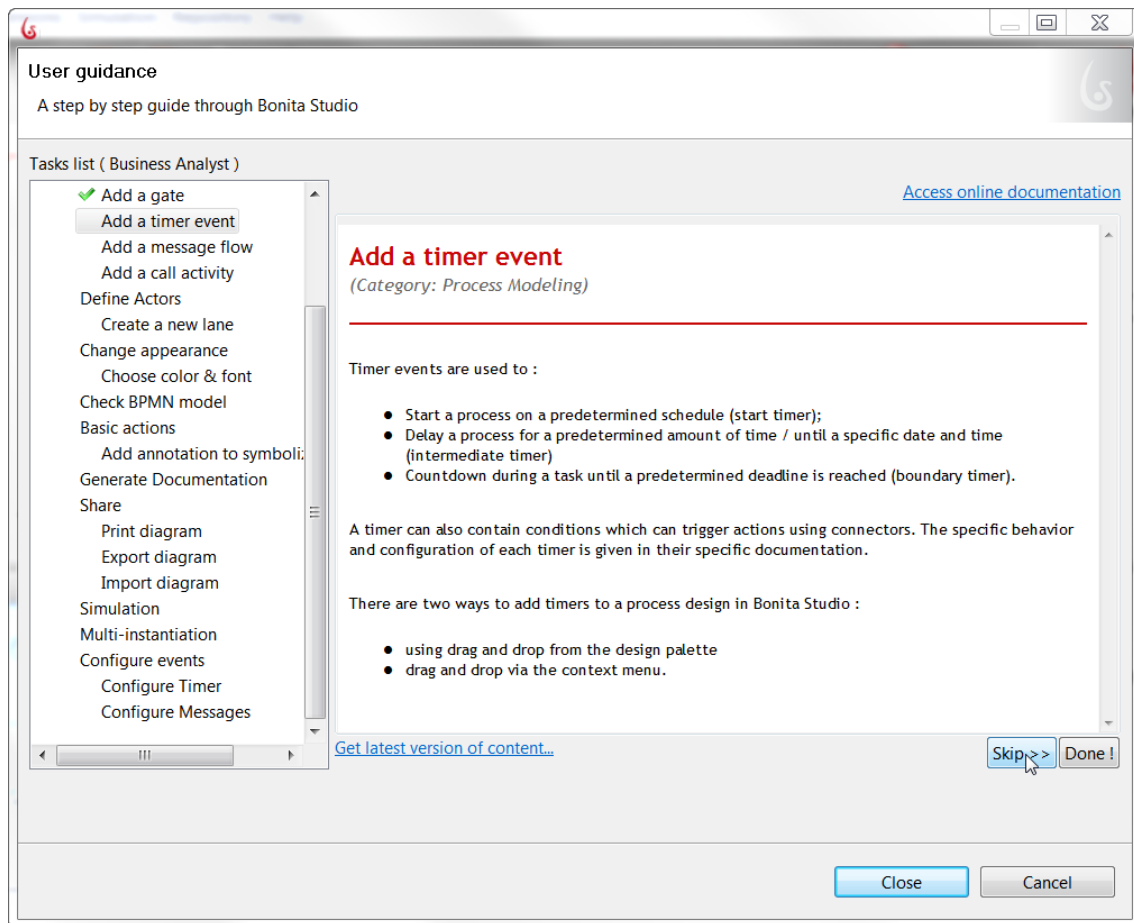 User guidance
A step by step guide through Bonita Studio
Tasks list ( Business Analyst )
Add a gate
Add a timer event
Add a message flow
Add a call activity
Define Actors
Create a new lane
Change appearance
Choose color & font
Check BPMN model
Basic actions
Add annotation to symboli
Generate Documentation
Share
Print diagram
Export diagram
Import diagram
Simulation
Multi-instantiation
Configure events
Configure Timer
Configure Messages
Access online documentation
Add a timer event
(Category: Process Modeling)
Timer events are used to :
● Start a process on a predetermined schedule (start timer);
● Delay a process for a predetermined amount of time / until a specific date and time
(intermediate timer)
● Countdown during a task until a predetermined deadline is reached (boundary timer).
A timer can also contain conditions which can trigger actions using connectors. The specific behavior
and configuration of each timer is given in their specific documentation.
There are two ways to add timers to a process design in Bonita Studio :
● using drag and drop from the design palette
● drag and drop via the context menu.
Get latest version of content...
Skip >>
Done !
Close
Cancel